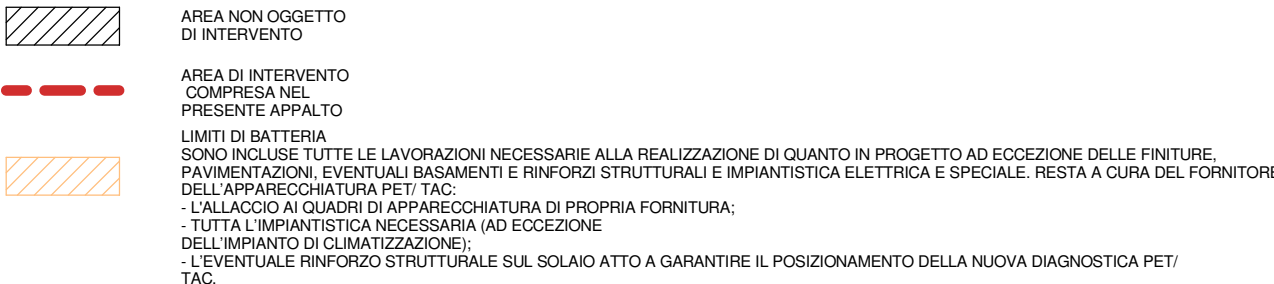 AREA NON OGGETTO
DI INTERVENTO
AREA DI INTERVENTO
COMPRESA NEL
PRESENTE APPALTO
LIMITI DI BATTERIA
SONO INCLUSE TUTTE LE LAVORAZIONI NECESSARIE ALLA REALIZZAZIONE DI QUANTO IN PROGETTO AD ECCEZIONE DELLE FINITURE,
PAVIMENTAZIONI, EVENTUALI BASAMENTI E RINFORZI STRUTTURALI E IMPIANTISTICA ELETTRICA E SPECIALE. RESTA A CURA DEL FORNITORE
DELL'APPARECCHIATURA PET/ TAC:
- L'ALLACCIO AI QUADRI DI APPARECCHIATURA DI PROPRIA FORNITURA;
- TUTTA L'IMPIANTISTICA NECESSARIA (AD ECCEZIONE
DELL'IMPIANTO DI CLIMATIZZAZIONE);
- L'EVENTUALE RINFORZO STRUTTURALE SUL SOLAIO ATTO A GARANTIRE IL POSIZIONAMENTO DELLA NUOVA DIAGNOSTICA PET/
TAC.